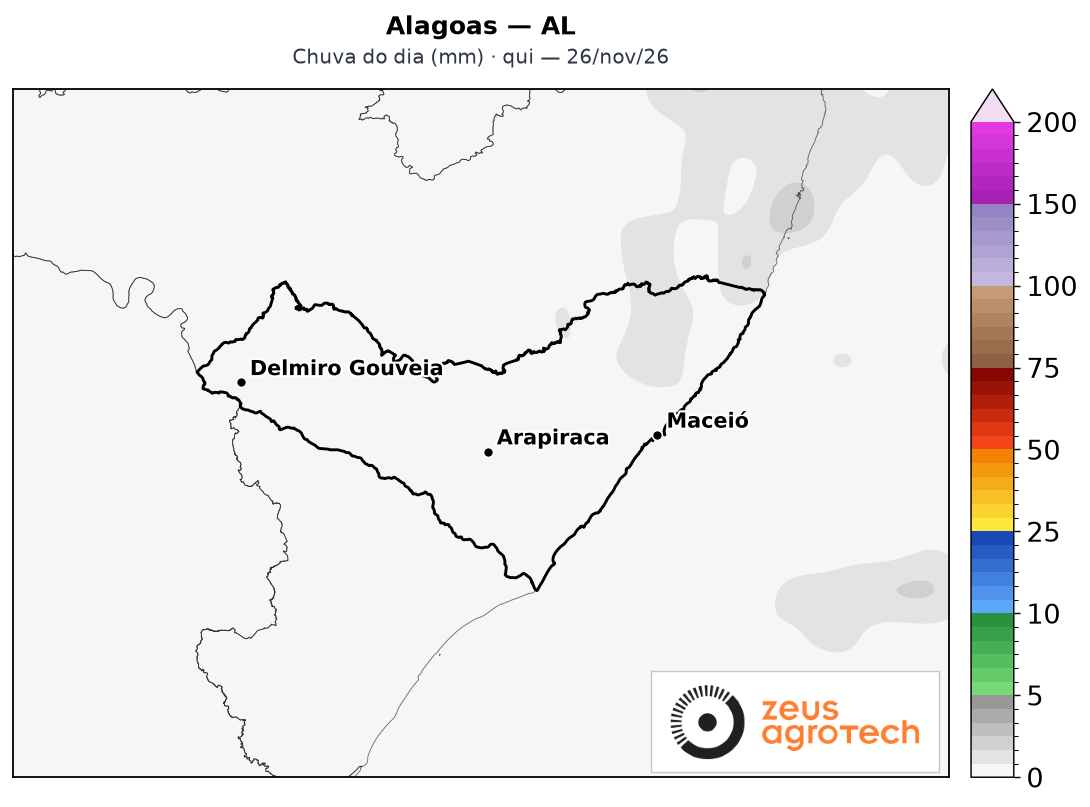 Alagoas — AL
Chuva do dia (mm) · qui — 26/nov/26
Delmiro Gouveia
Arapiraca
Maceió
200
150
100
75
50
25
10
5
0
zeus
agrotech